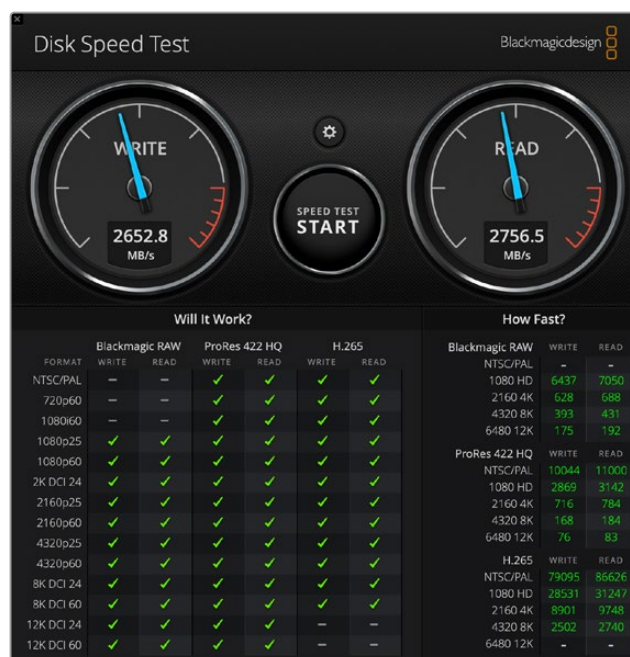 Disk Speed Test
Blackmagicdesign
WRITE
2652.8
MB/s
SPEED TEST
START
READ
2756.5
MB/s
Will It Work?
Blackmagic RAW ProRes 422 HQ H.265
FORMAT WRITE READ WRITE READ WRITE READ
NTSC/PAL – – ✓ ✓ ✓ ✓
720p60 – – ✓ ✓ ✓ ✓
1080i60 – – ✓ ✓ ✓ ✓
1080p25 ✓ ✓ ✓ ✓ ✓ ✓
1080p60 ✓ ✓ ✓ ✓ ✓ ✓
2K DCI 24 ✓ ✓ ✓ ✓ ✓ ✓
2160p25 ✓ ✓ ✓ ✓ ✓ ✓
2160p60 ✓ ✓ ✓ ✓ ✓ ✓
4320p25 ✓ ✓ ✓ ✓ ✓ ✓
4320p60 ✓ ✓ ✓ ✓ ✓ ✓
8K DCI 24 ✓ ✓ ✓ ✓ ✓ ✓
8K DCI 60 ✓ ✓ ✓ ✓ ✓ ✓
12K DCI 24 ✓ ✓ ✓ ✓ – –
12K DCI 60 ✓ ✓ ✓ ✓ – –
How Fast?
Blackmagic RAW WRITE READ
NTSC/PAL - -
1080 HD 6437 7050
2160 4K 628 688
4320 8K 393 431
6480 12K 175 192
ProRes 422 HQ WRITE READ
NTSC/PAL 10044 11000
1080 HD 2869 3142
2160 4K 716 784
4320 8K 168 184
6480 12K 76 83
H.265 WRITE READ
NTSC/PAL 79095 86626
1080 HD 28531 31247
2160 4K 8901 9748
4320 8K 2502 2740
6480 12K - -